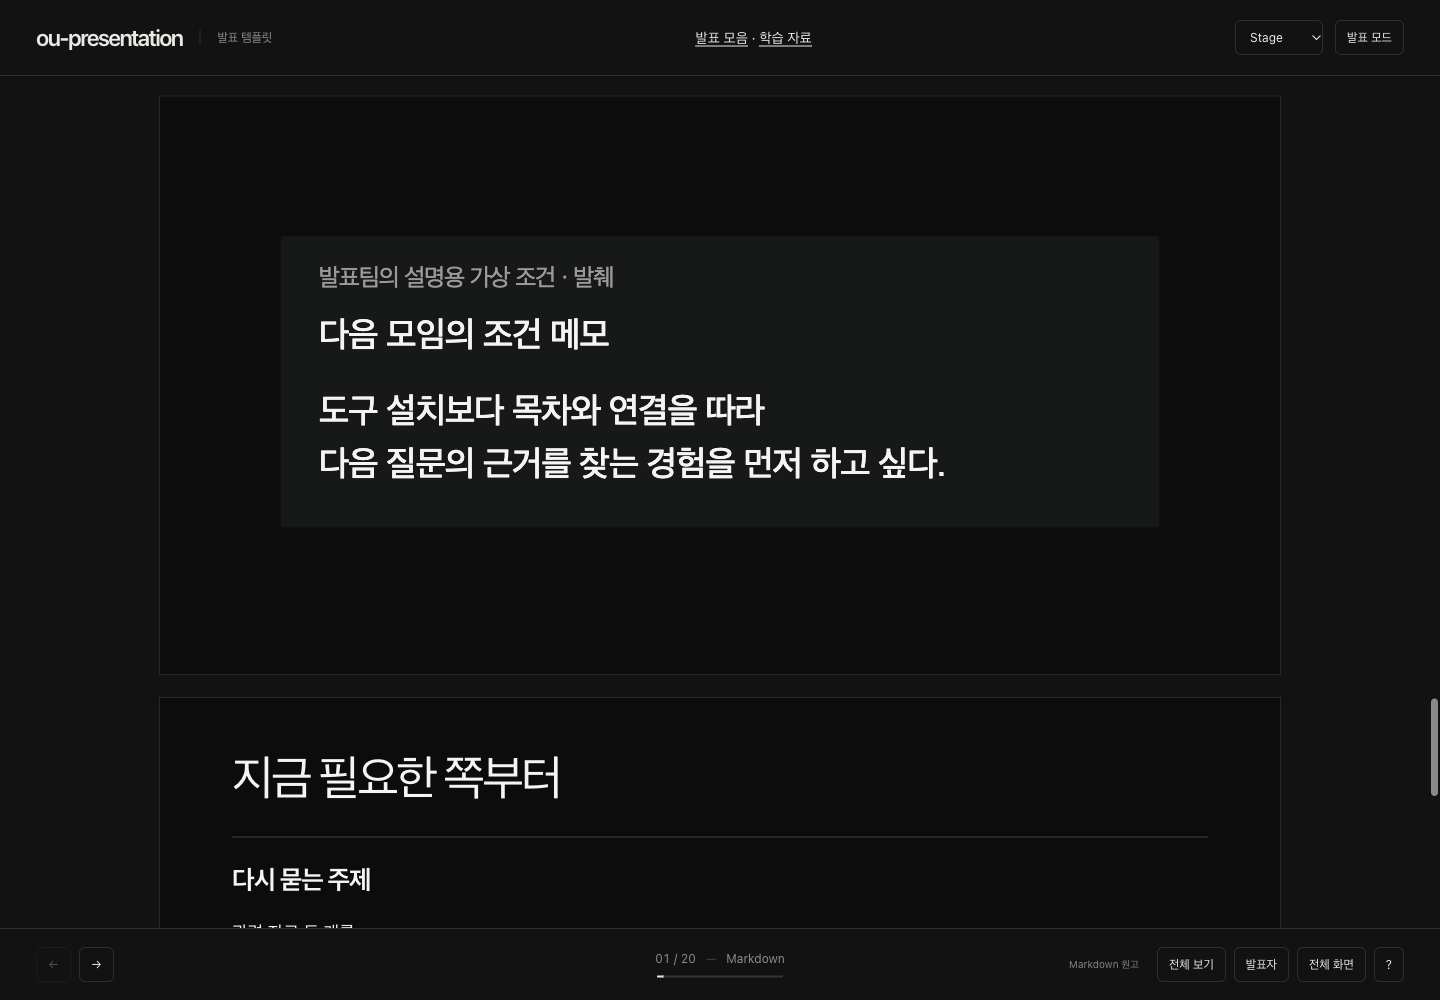 ou-presentation
발표 템플릿
발표 모음 · 학습 자료
Stage
발표 모드
발표팀의 설명용 가상 조건 · 발췌
다음 모임의 조건 메모
도구 설치보다 목차와 연결을 따라
다음 질문의 근거를 찾는 경험을 먼저 하고 싶다.
지금 필요한 쪽부터
다시 묻는 주제
← →
01 / 20 — Markdown
Markdown 원고
전체 보기
발표자
전체 화면
?